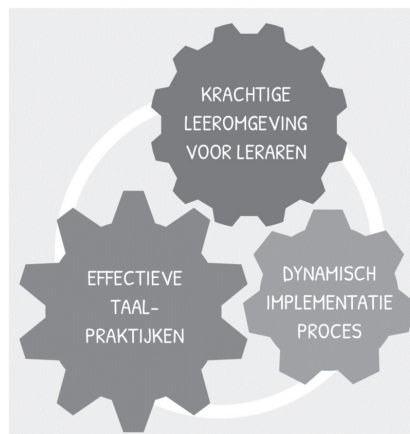 KRACHTIGE
LEEROMGEVING
VOOR LERAREN
EFFECTIEVE
TAAL-
PRAKTIJKEN
DYNAMISCH
IMPLEMENTATIE
PROCES